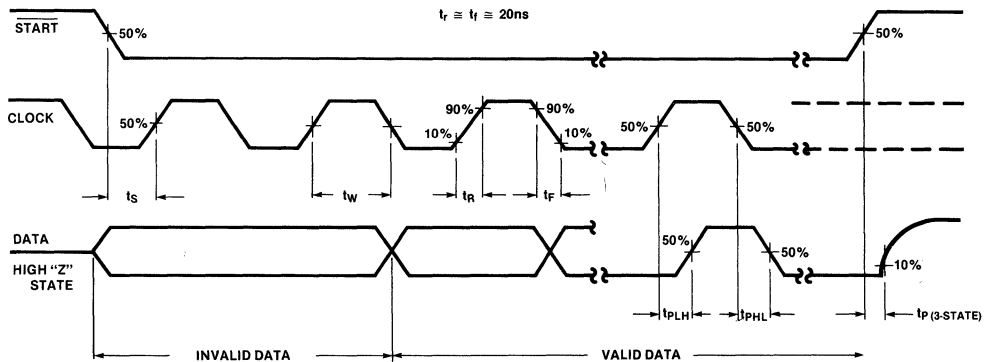 tr ≅ tf ≅ 20ns
START
50%
50%
CLOCK
50%
10%
90%
90%
10%
50%
50%
tS
tW
tR
tF
DATA
HIGH "Z"
STATE
50%
50%
10%
tPLH
tPHL
tP (3-STATE)
INVALID DATA
VALID DATA